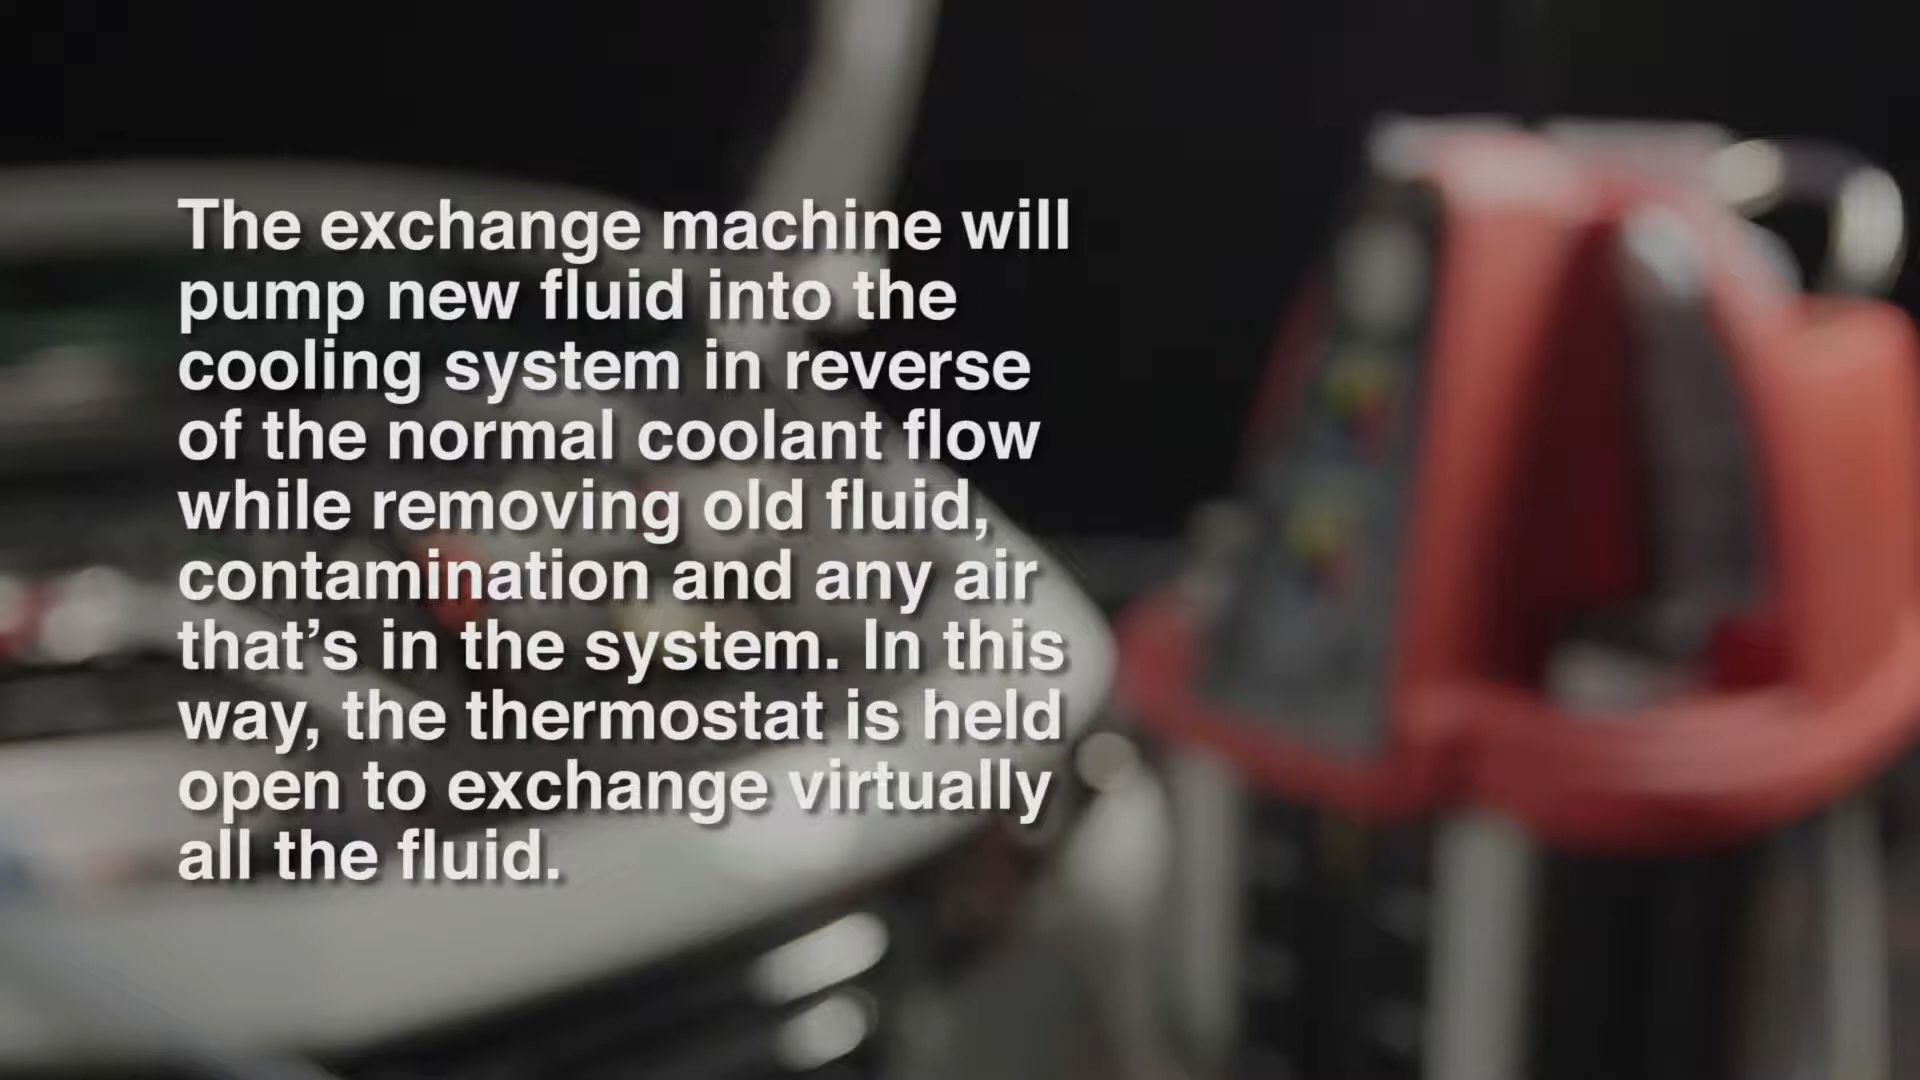 The exchange machine will
pump new fluid into the
cooling system in reverse
of the normal coolant flow
while removing old fluid,
contamination and any air
that’s in the system. In this
way, the thermostat is held
open to exchange virtually
all the fluid.